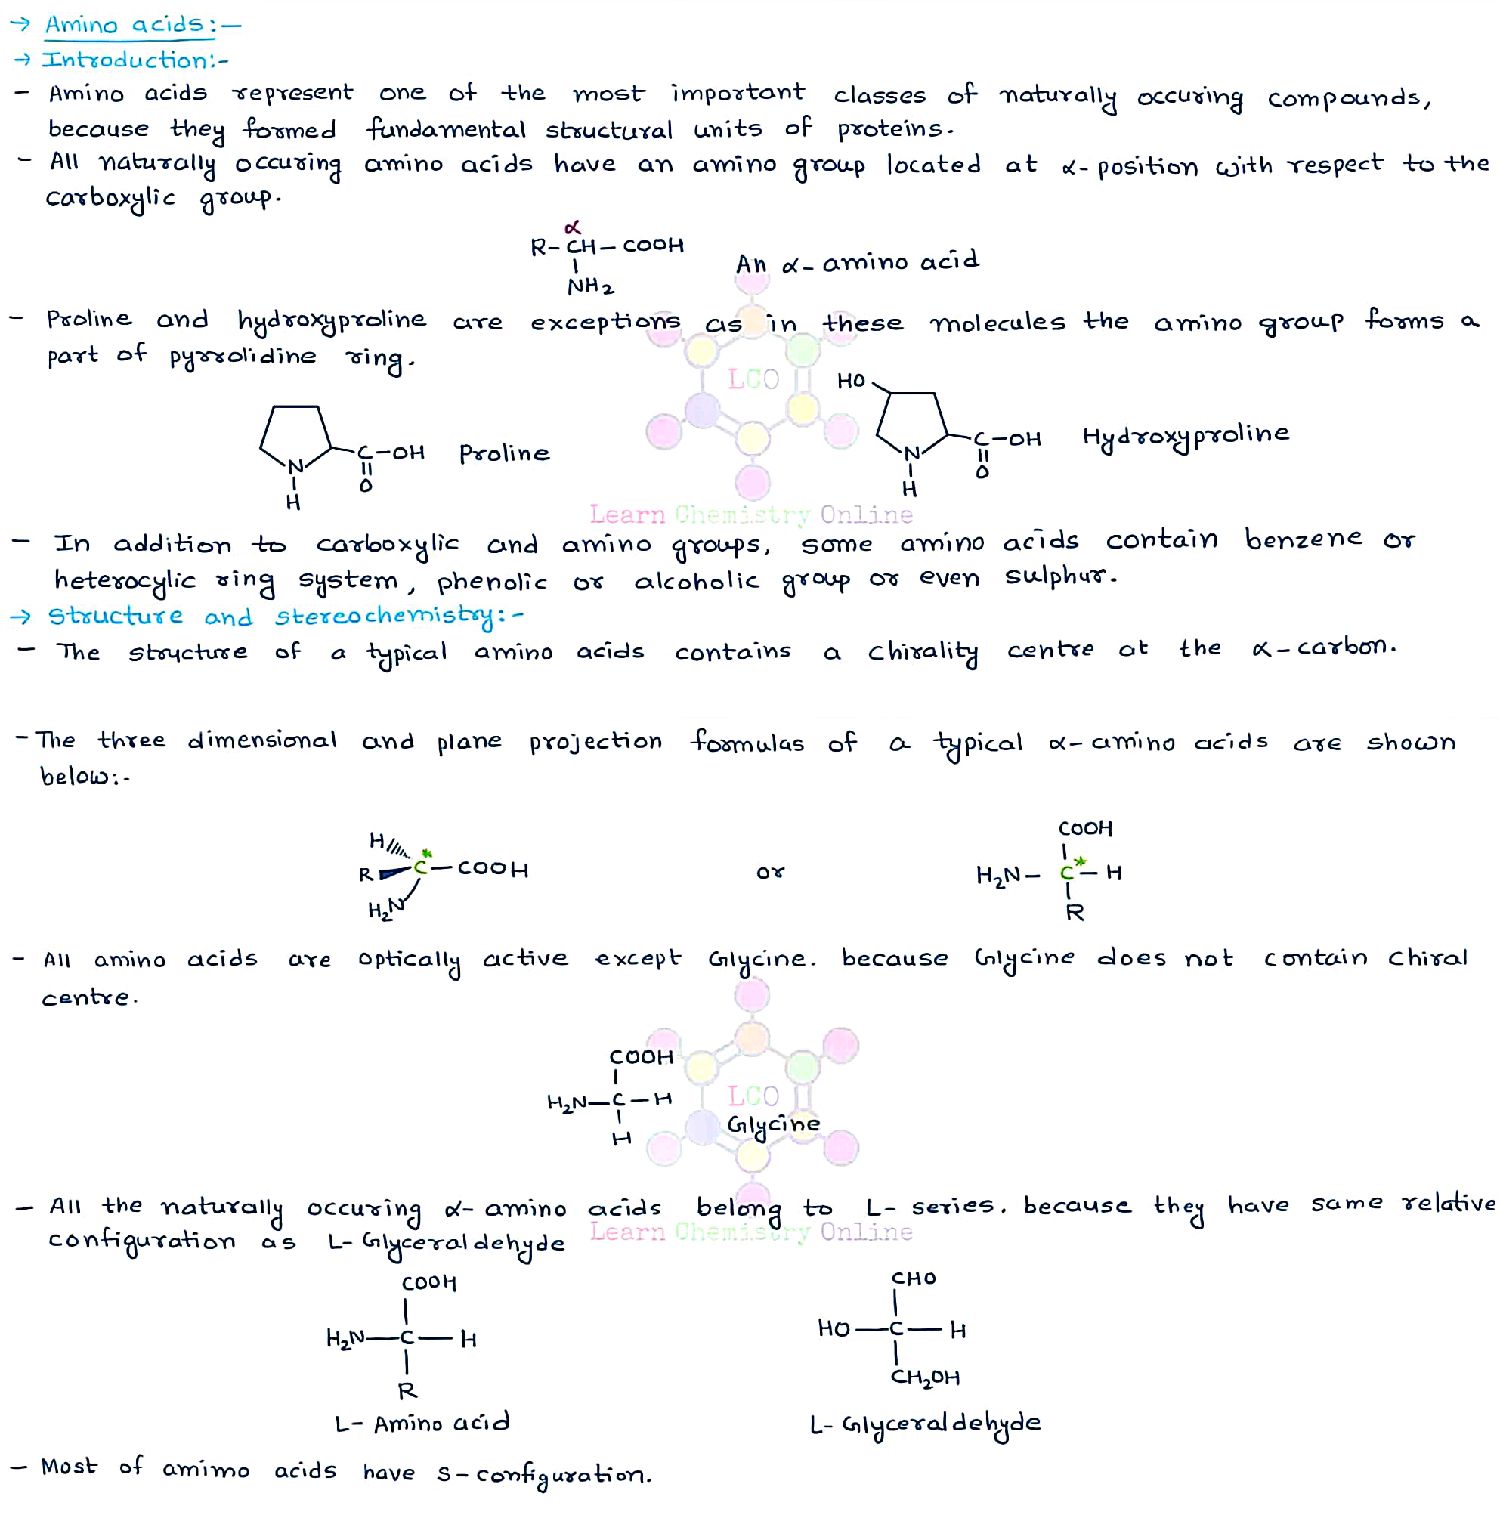 → Amino acids:-
→ Introduction:-
- Amino acids represent one of the most important classes of naturally occuring compounds,
because they formed fundamental structural units of proteins.
- All naturally occuring amino acids have an amino group located at α-position with respect to the
carboxylic group.
α
R-CH-COOH
NH2
An α-amino acid
- Proline and hydroxyproline are exceptions as in these molecules the amino group forms a
part of pyrrolidine ring.
LCO
HO
N
H
C-OH
O
Proline
N
H
C-OH
O
Hydroxyproline
Learn Chemistry Online
- In addition to carboxylic and amino groups, some amino acids contain benzene or
heterocylic ring system, phenolic or alcoholic group or even sulphur.
→ Structure and stereochemistry:-
- The structure of a typical amino acids contains a chirality centre at the α-carbon.
- The three dimensional and plane projection formulas of a typical α-amino acids are shown
below:-
H
R C* - COOH
H2N
or
COOH
H2N- C* - H
R
- All amino acids are optically active except Glycine. because Glycine does not contain chiral
centre.
COOH
H2N-C-H
H
LCO
Glycine
- All the naturally occuring α-amino acids belong to L-series. because they have same relative
configuration as L-Glyceraldehyde
Learn Chemistry Online
COOH
H2N-C-H
R
L-Amino acid
CHO
HO-C-H
CH2OH
L-Glyceraldehyde
- Most of amimo acids have S-configuration.